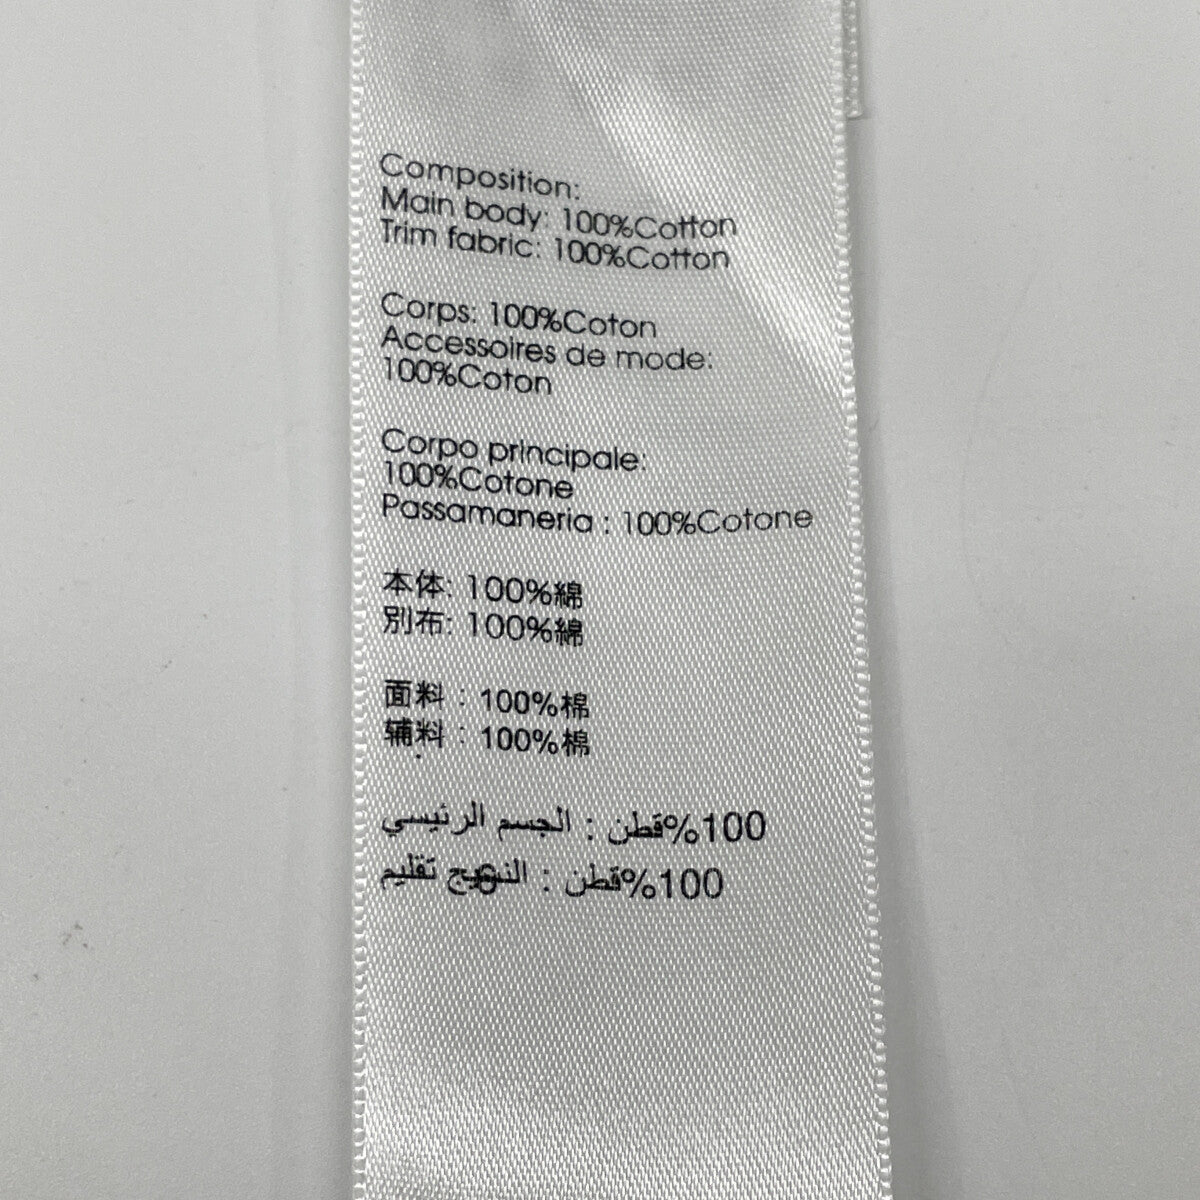 Composition:
Main body: 100%Cotton
Trim fabric: 100%Cotton
Corps: 100%Coton
Accessoires de mode:
100%Coton
Corpo principale:
100%Cotone
Passamaneria : 100%Cotone
本体: 100%綿
別布: 100%綿
面料 : 100%棉
辅料 : 100%棉
100%قطن : الجسم الرئيسي
100%قطن : النسيج تقليم